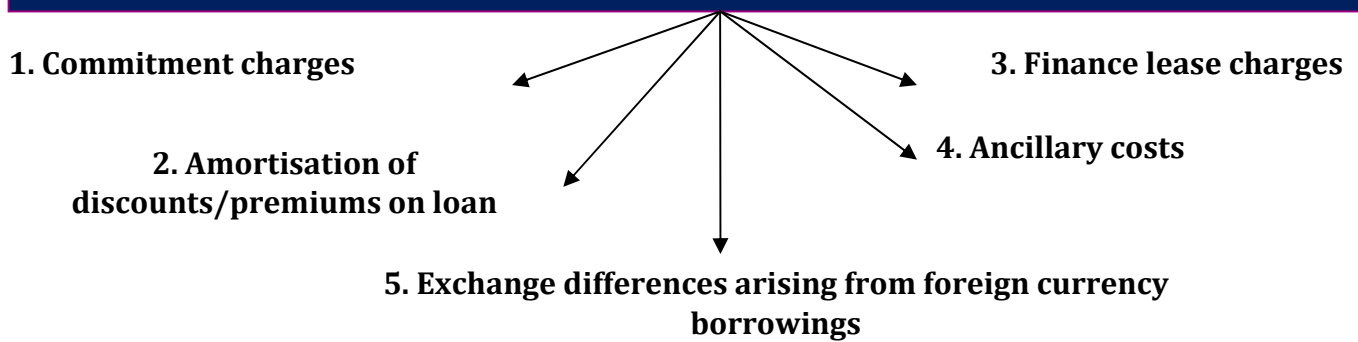 1. Commitment charges
3. Finance lease charges
2. Amortisation of
discounts/premiums on loan
4. Ancillary costs
5. Exchange differences arising from foreign currency
borrowings